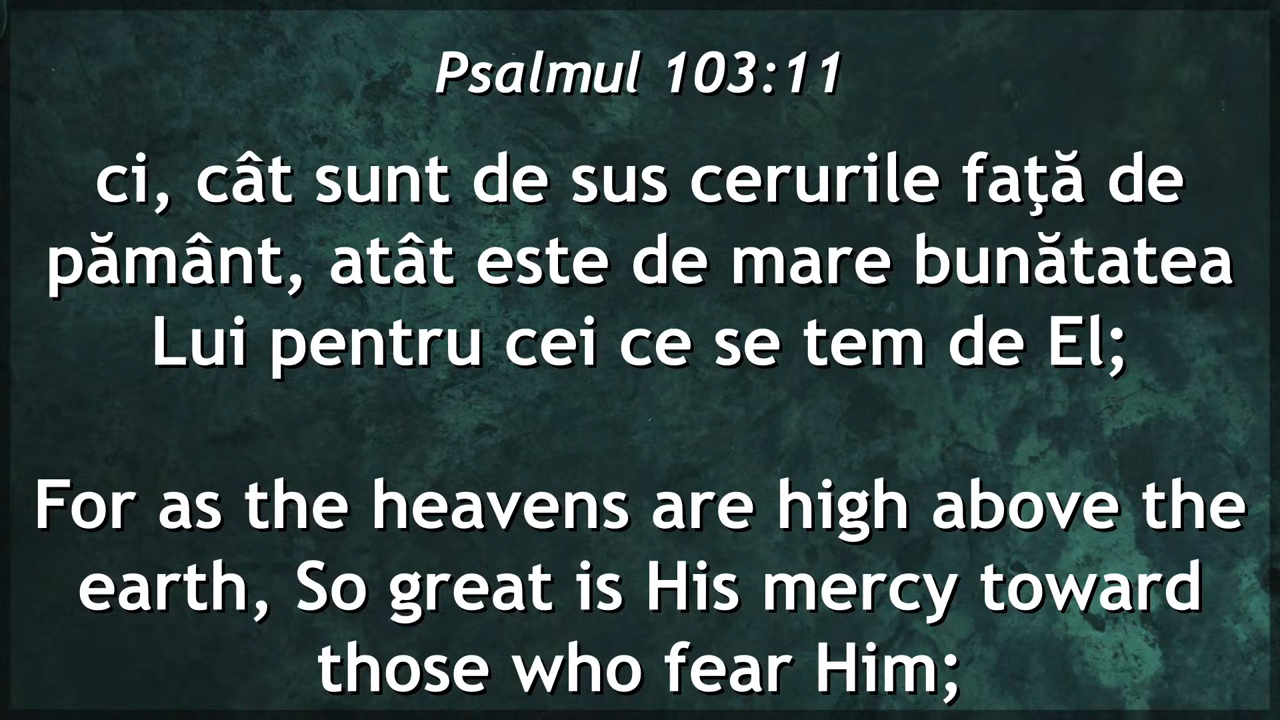 Psalmul 103:11
ci, cât sunt de sus cerurile faţă de
pământ, atât este de mare bunătatea
Lui pentru cei ce se tem de El;
For as the heavens are high above the
earth, So great is His mercy toward
those who fear Him;